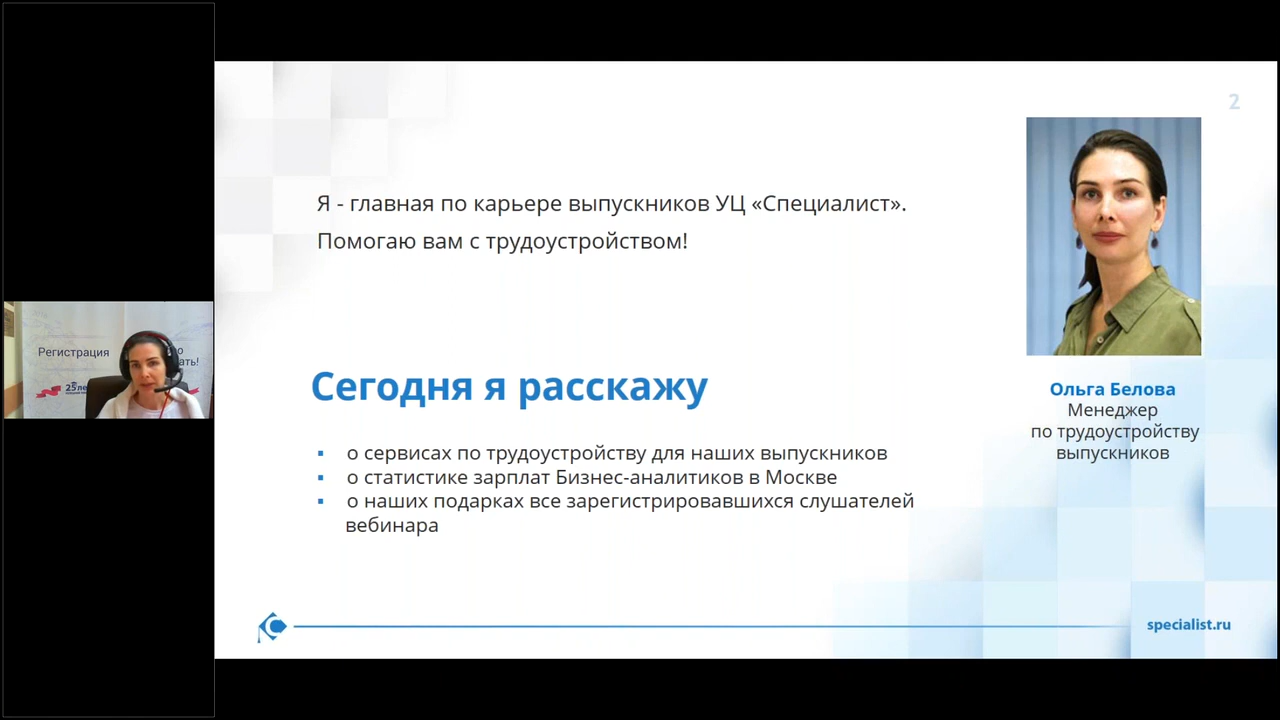 2
Я - главная по карьере выпускников УЦ «Специалист».
Помогаю вам с трудоустройством!
Сегодня я расскажу
▪ о сервисах по трудоустройству для наших выпускников
▪ о статистике зарплат Бизнес-аналитиков в Москве
▪ о наших подарках все зарегистрировавшихся слушателей
вебинара
Ольга Белова
Менеджер
по трудоустройству
выпускников
specialist.ru
Регистрация
25 ле